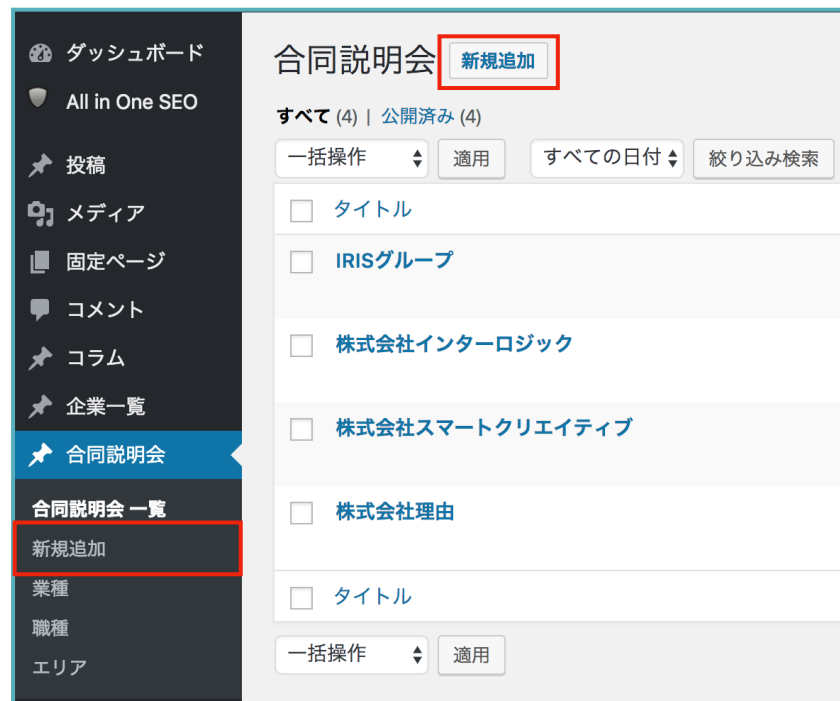 ダッシュボード
All in One SEO
投稿
メディア
固定ページ
コメント
コラム
企業一覧
合同説明会
合同説明会 一覧
新規追加
業種
職種
エリア
合同説明会 新規追加
すべて (4) | 公開済み (4)
一括操作 適用 すべての日付 絞り込み検索
タイトル
IRISグループ
株式会社インターロジック
株式会社スマートクリエイティブ
株式会社理由
タイトル
一括操作 適用